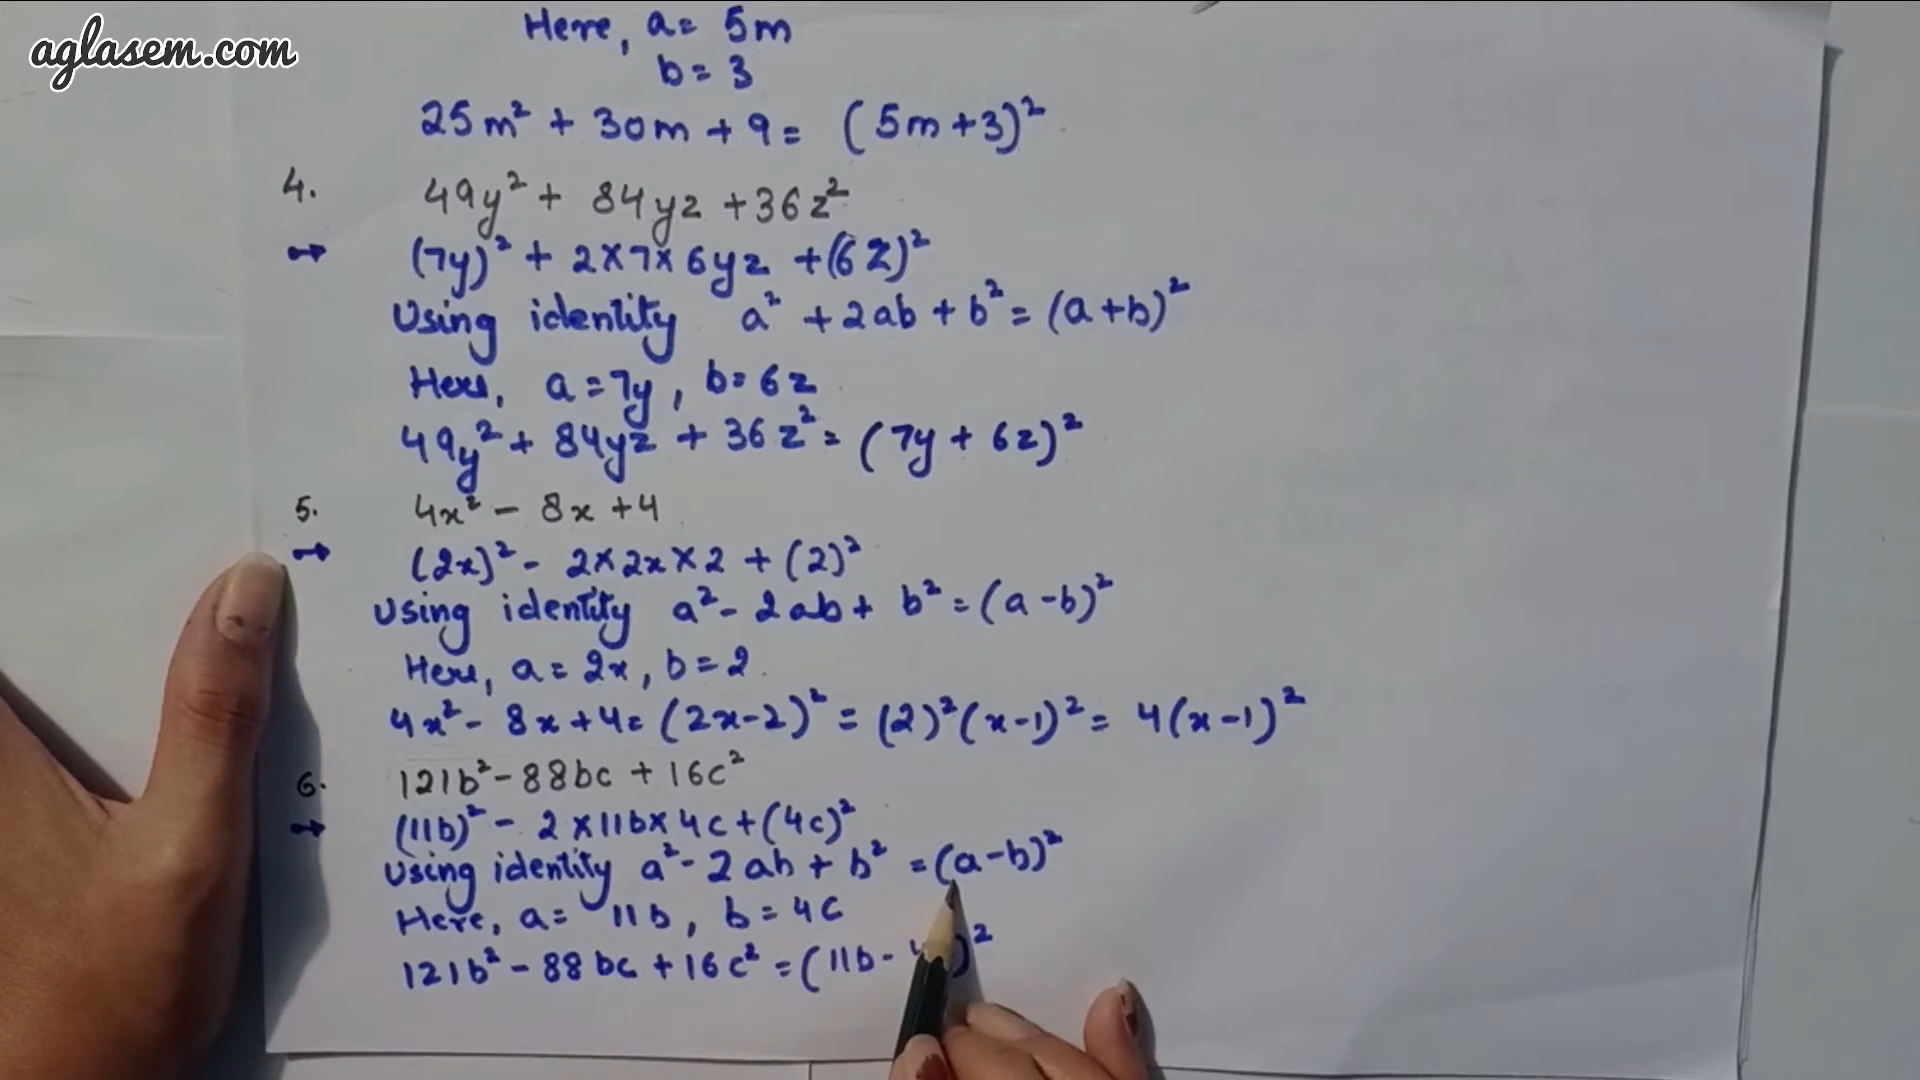 aglasem.com
Here, a= 5m
b= 3
25m² + 30m + 9 = (5m+3)²
4. 49y² + 84yz + 36z²
→ (7y)² + 2×7×6yz + (6z)²
Using identity a² + 2ab + b² = (a+b)²
Here, a=7y, b=6z
49y² + 84yz + 36z² = (7y + 6z)²
5. 4x² - 8x + 4
→ (2x)² - 2×2x×2 + (2)²
Using identity a² - 2ab + b² = (a-b)²
Here, a= 2x, b=2
4x² - 8x + 4 = (2x-2)² = (2)²(x-1)² = 4(x-1)²
6. 121b² - 88bc + 16c²
→ (11b)² - 2×11b×4c + (4c)²
Using identity a² - 2ab + b² = (a-b)²
Here, a= 11b, b=4c
121b² - 88bc + 16c² = (11b - )²